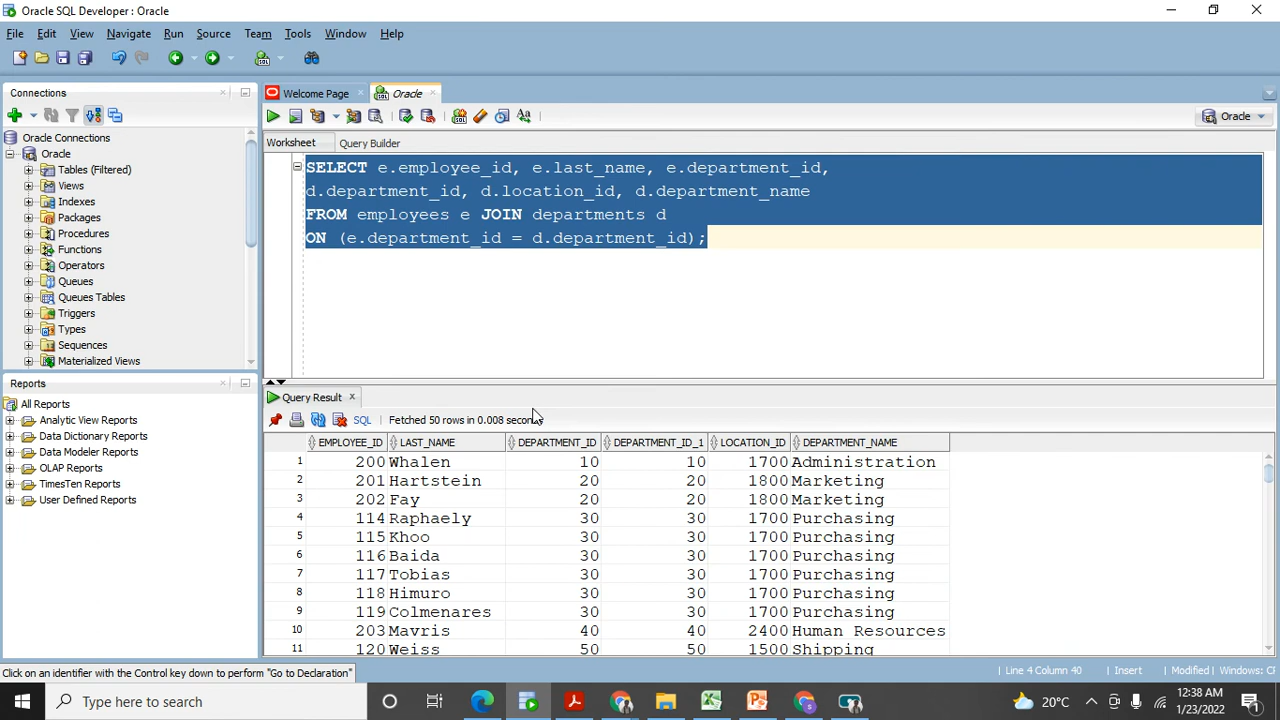 Oracle SQL Developer: Oracle
File Edit View Navigate Run Source Team Tools Window Help
Connections
Oracle Connections
Oracle
Tables (Filtered)
Views
Indexes
Packages
Procedures
Functions
Operators
Queues
Queues Tables
Triggers
Types
Sequences
Materialized Views
Reports
All Reports
Analytic View Reports
Data Dictionary Reports
Data Modeler Reports
OLAP Reports
TimesTen Reports
User Defined Reports
Welcome Page Oracle
Oracle
Worksheet Query Builder
SELECT e.employee_id, e.last_name, e.department_id,
d.department_id, d.location_id, d.department_name
FROM employees e JOIN departments d
ON (e.department_id = d.department_id);
Query Result
SQL Fetched 50 rows in 0.008 seconds
EMPLOYEE_ID LAST_NAME DEPARTMENT_ID DEPARTMENT_ID_1 LOCATION_ID DEPARTMENT_NAME
1 200 Whalen 10 10 1700 Administration
2 201 Hartstein 20 20 1800 Marketing
3 202 Fay 20 20 1800 Marketing
4 114 Raphaely 30 30 1700 Purchasing
5 115 Khoo 30 30 1700 Purchasing
6 116 Baida 30 30 1700 Purchasing
7 117 Tobias 30 30 1700 Purchasing
8 118 Himuro 30 30 1700 Purchasing
9 119 Colmenares 30 30 1700 Purchasing
10 203 Mavris 40 40 2400 Human Resources
11 120 Weiss 50 50 1500 Shipping
Click on an identifier with the Control key down to perform "Go to Declaration"
Line 4 Column 40 Insert Modified Windows: C
Type here to search
20°C
12:38 AM
1/23/2022